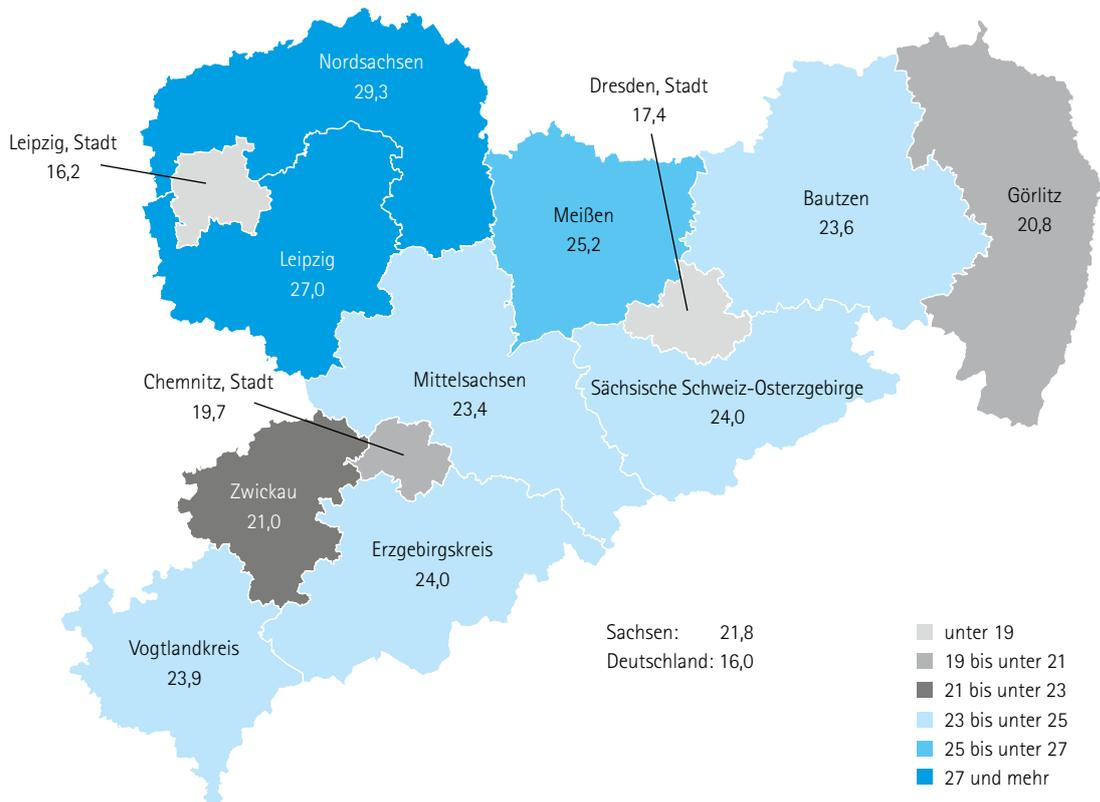 Nordsachsen
29,3
Dresden, Stadt
17,4
Leipzig, Stadt
16,2
Meißen
25,2
Bautzen
23,6
Görlitz
20,8
Leipzig
27,0
Chemnitz, Stadt
19,7
Mittelsachsen
23,4
Sächsische Schweiz-Osterzgebirge
24,0
Zwickau
21,0
Erzgebirgskreis
24,0
Vogtlandkreis
23,9
Sachsen: 21,8
Deutschland: 16,0
unter 19
19 bis unter 21
21 bis unter 23
23 bis unter 25
25 bis unter 27
27 und mehr